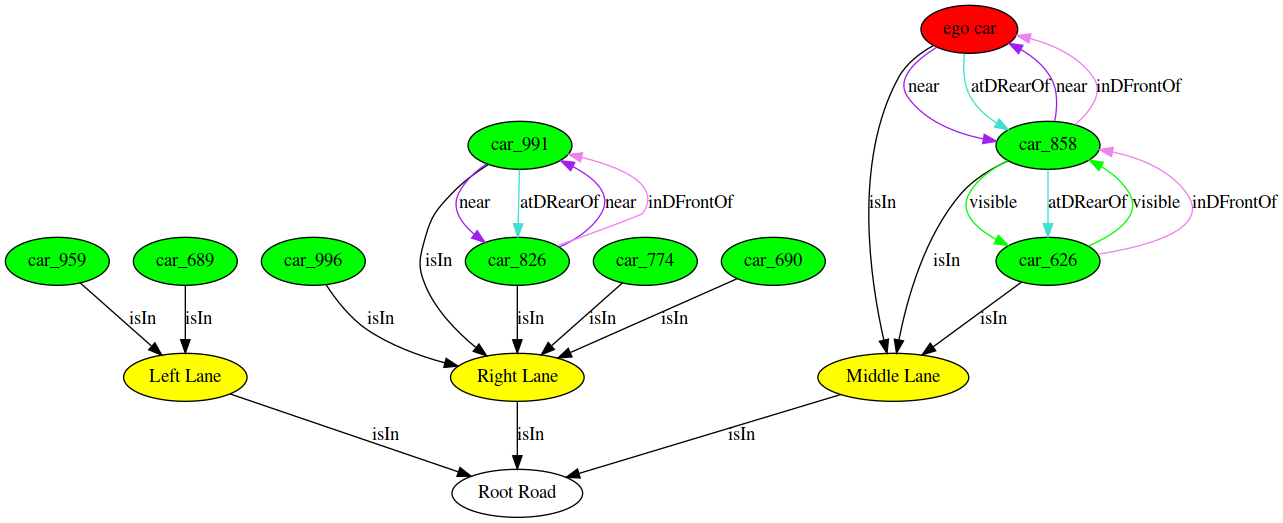 ego car
near
atDRearOf
near
inDFrontOf
car_991
car_858
isIn
near
atDRearOf
near
inDFrontOf
visible
atDRearOf
visible
inDFrontOf
car_959
car_689
car_996
isIn
car_826
car_774
car_690
isIn
car_626
isIn
isIn
isIn
isIn
isIn
isIn
isIn
Left Lane
Right Lane
Middle Lane
isIn
isIn
isIn
Root Road